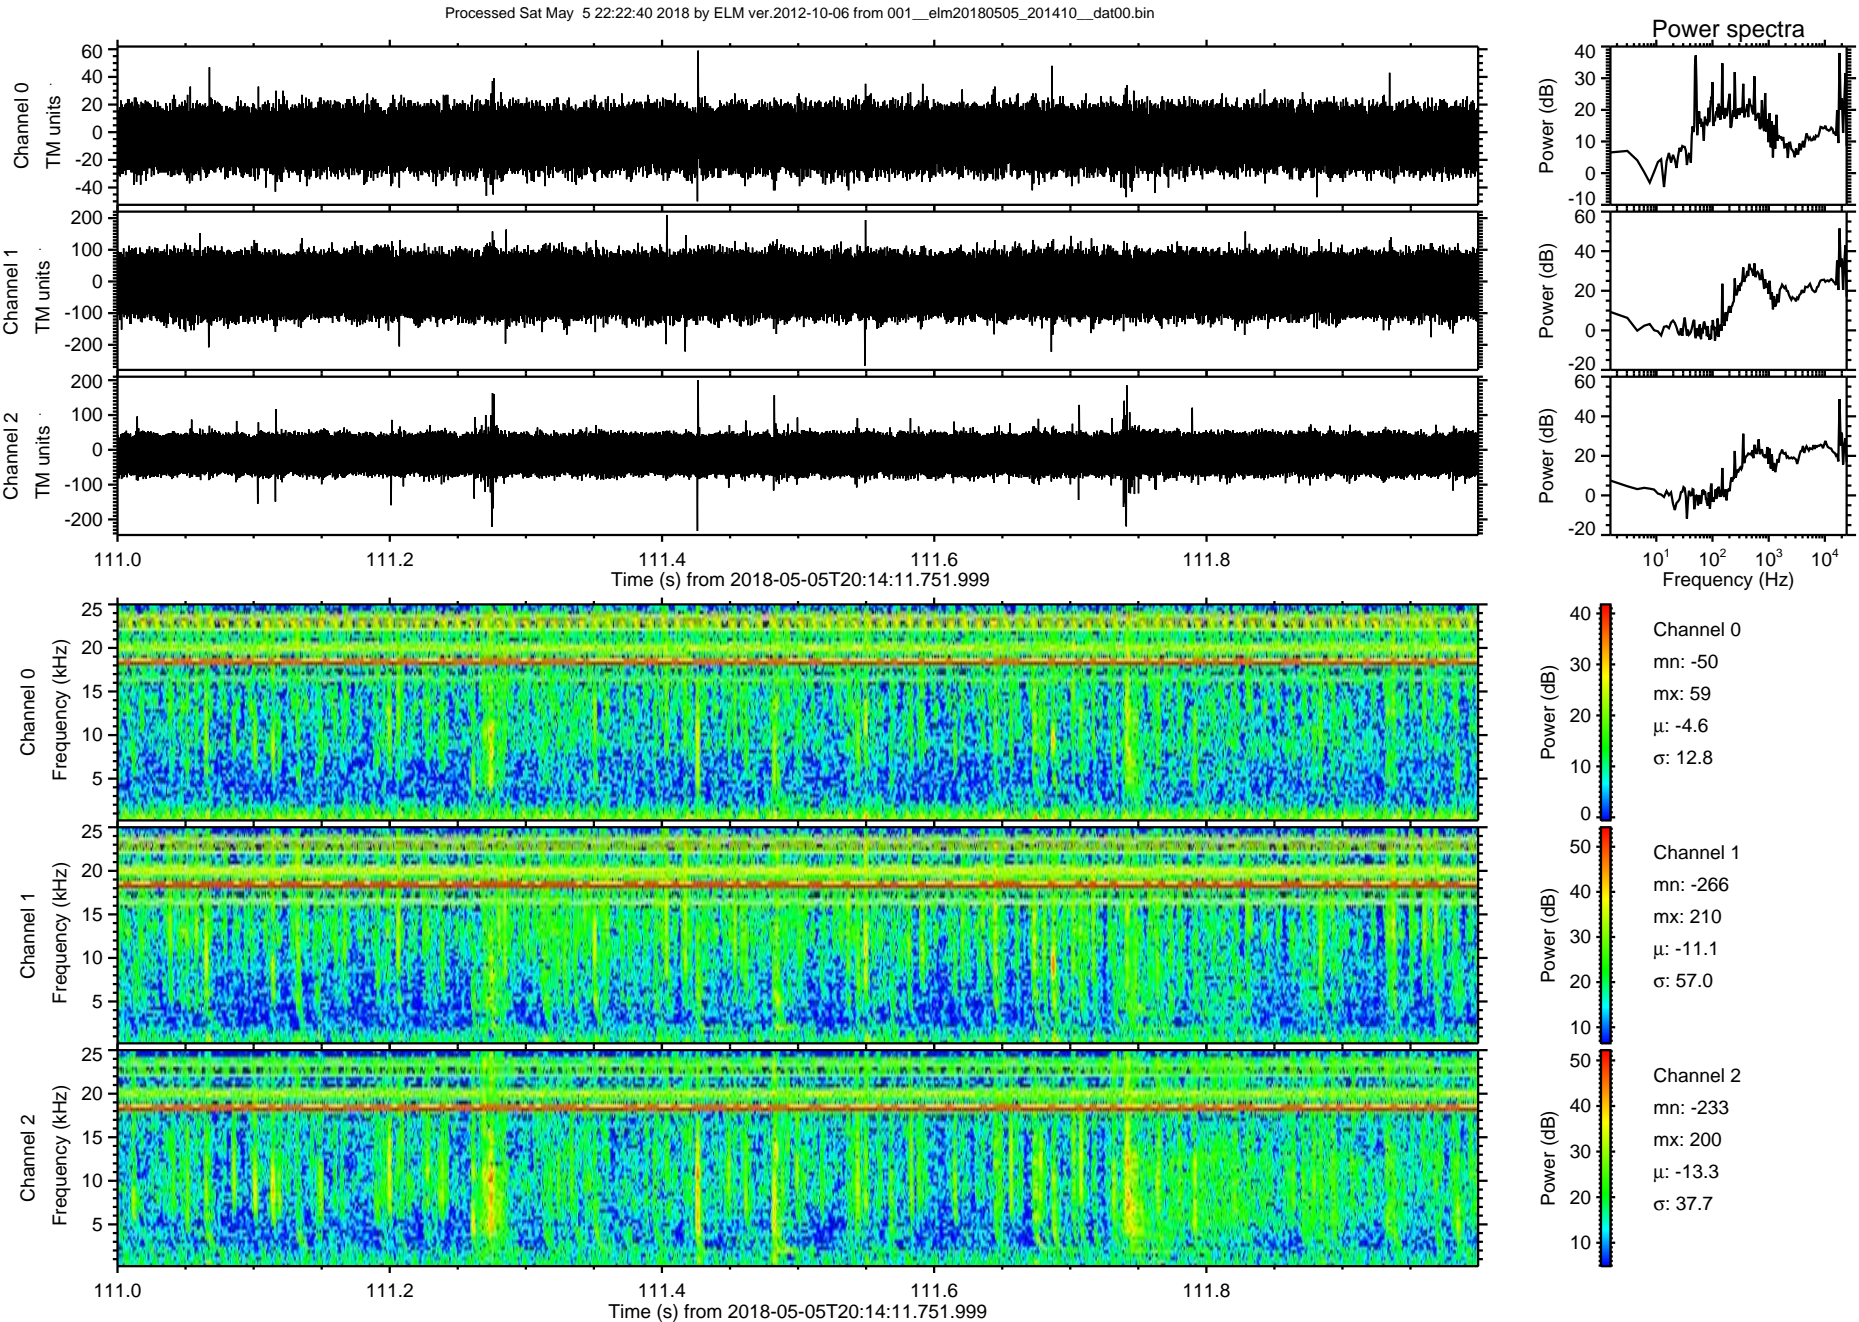 Processed Sat May  5 22:22:40 2018 by ELM ver.2012-10-06 from 001__elm20180505_201410__dat00.bin
Power spectra
Channel 0
TM units
60
40
20
0
-20
-40
Power (dB)
40
30
20
10
0
-10
Channel 1
TM units
200
100
0
-100
-200
Power (dB)
60
40
20
0
-20
Channel 2
TM units
200
100
0
-100
-200
Power (dB)
60
40
20
0
-20
111.0 111.2 111.4 111.6 111.8
Time (s) from 2018-05-05T20:14:11.751.999
10¹ 10² 10³ 10⁴
Frequency (Hz)
Channel 0
Frequency (kHz)
25
20
15
10
5
Power (dB)
40
30
20
10
0
Channel 0
mn: -50
mx: 59
μ: -4.6
σ: 12.8
Channel 1
Frequency (kHz)
25
20
15
10
5
Power (dB)
50
40
30
20
10
Channel 1
mn: -266
mx: 210
μ: -11.1
σ: 57.0
Channel 2
Frequency (kHz)
25
20
15
10
5
Power (dB)
50
40
30
20
10
Channel 2
mn: -233
mx: 200
μ: -13.3
σ: 37.7
111.0 111.2 111.4 111.6 111.8
Time (s) from 2018-05-05T20:14:11.751.999